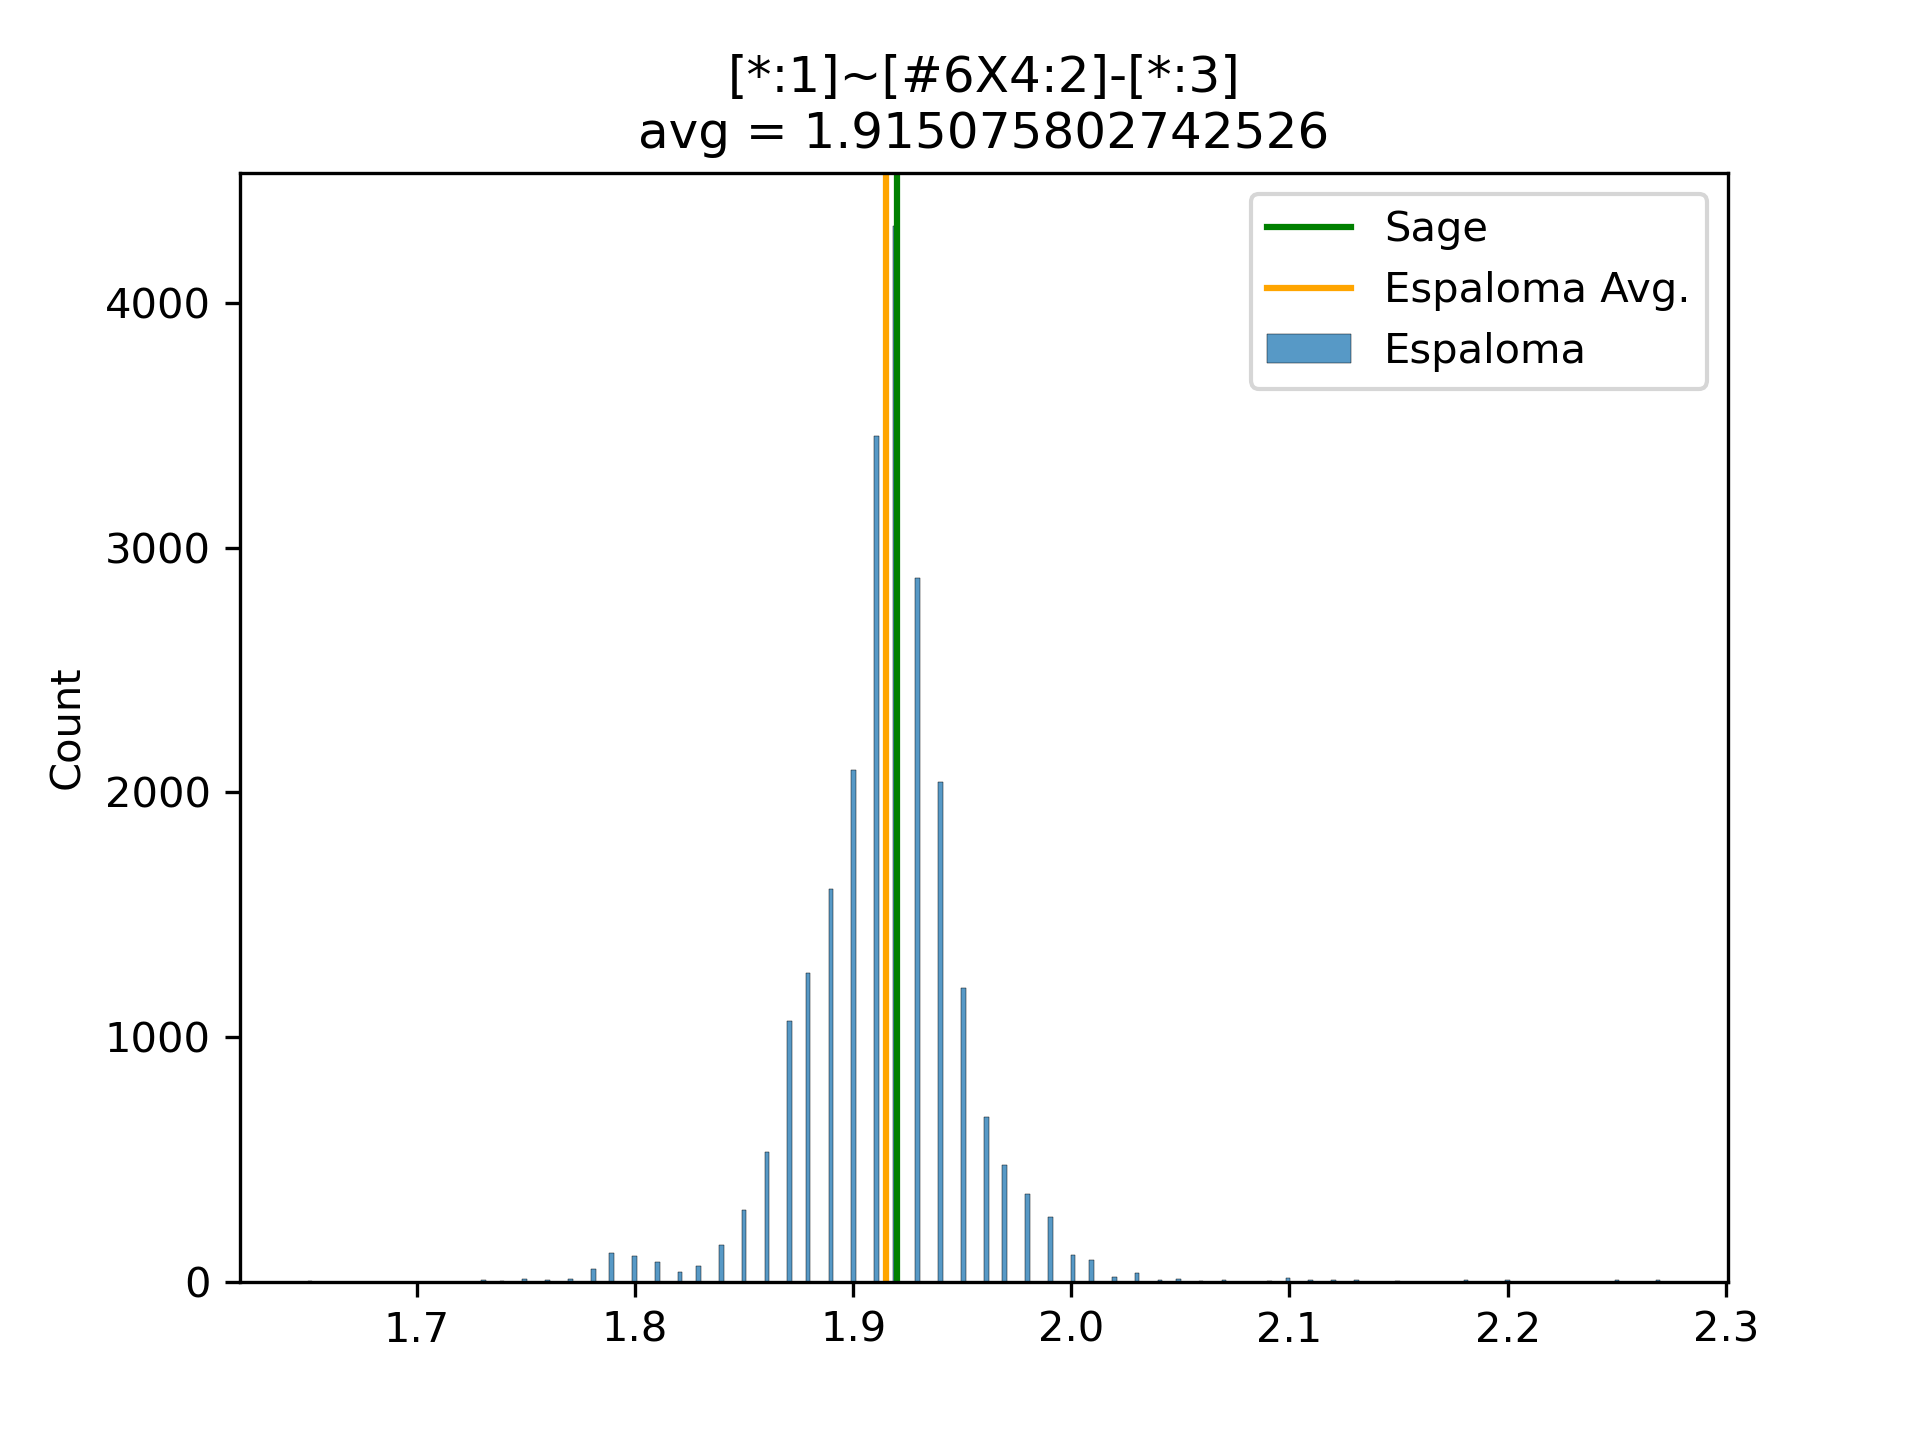 [*:1]~[#6X4:2]-[*:3]
avg = 1.915075802742526
Sage
Espaloma Avg.
Espaloma
Count
4000
3000
2000
1000
0
1.7 1.8 1.9 2.0 2.1 2.2 2.3